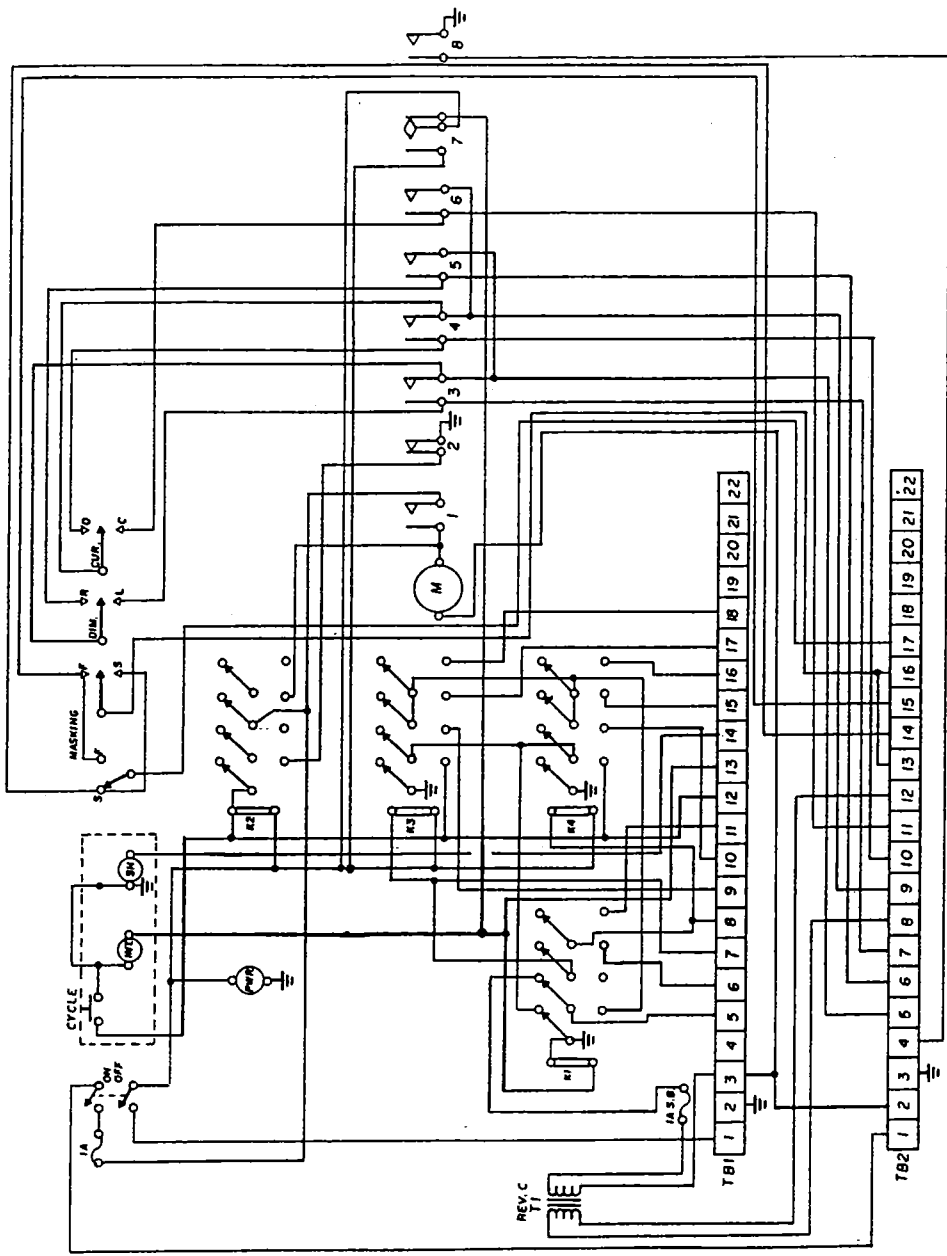 CYCLE
ON
OFF
1A
INT.
SH
PWR
MASKING
S
F
F
S
R
DIM.
L
O
CUR.
C
K2
K3
K4
K1
M
1
2
3
4
5
6
7
8
REV. C
T1
1A S.B
TB1
1 2 3 4 5 6 7 8 9 10 11 12 13 14 15 16 17 18 19 20 21 22
TB2
1 2 3 4 5 6 7 8 9 10 11 12 13 14 15 16 17 18 19 20 21 22